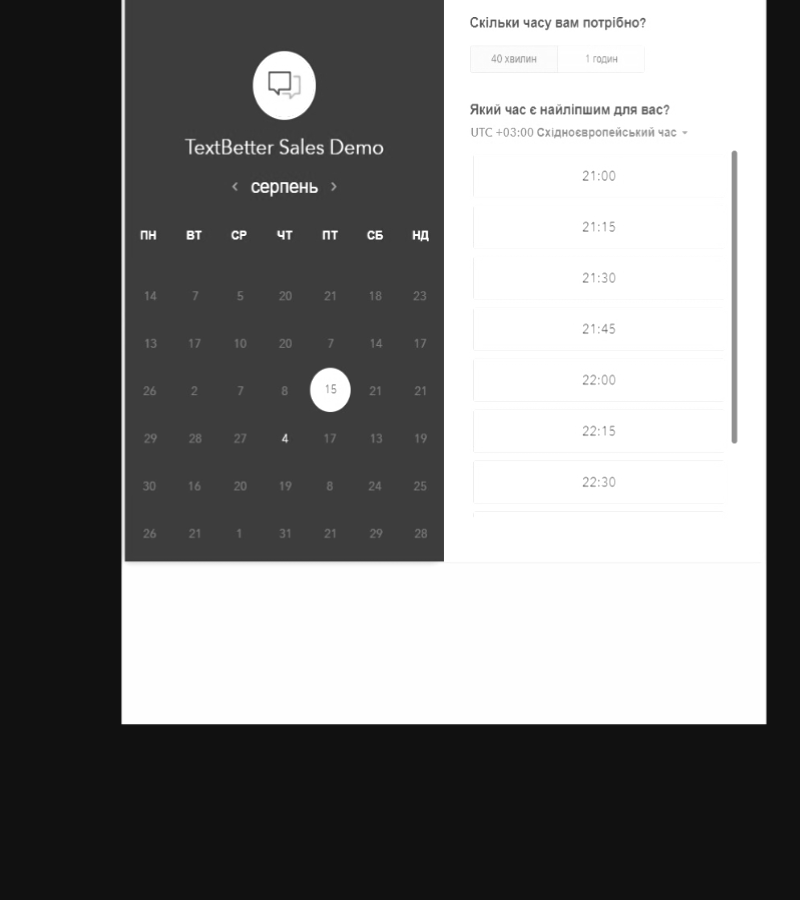 TextBetter Sales Demo
серпень
ПН ВТ СР ЧТ ПТ СБ НД
14 7 5 20 21 18 23
13 17 10 20 7 14 17
26 2 7 8 15 21 21
29 28 27 4 17 13 19
30 16 20 19 8 24 25
26 21 1 31 21 29 28
Скільки часу вам потрібно?
40 хвилин 1 годин
Який час є найліпшим для вас?
UTC +03:00 Східноєвропейський час
21:00
21:15
21:30
21:45
22:00
22:15
22:30